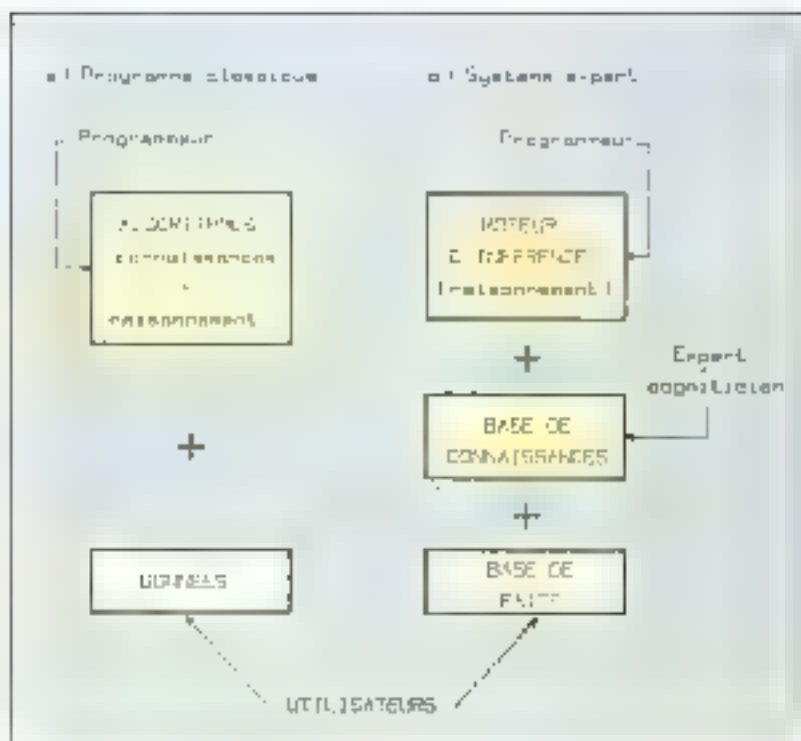 Programme classique
Système expert
Programmeur
Programmeur
ALGORITHMES
connaissances
+
raisonnement
MOTEUR
D'INFERENCE
(raisonnement)
+
Expert
cogniticien
BASE DE
CONNAISSANCES
+
+
DONNEES
BASE DE
FAITS
UTILISATEURS